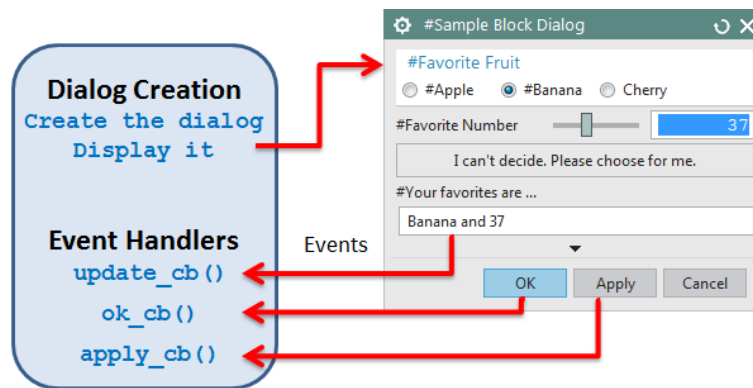 Dialog Creation
Create the dialog
Display it
Event Handlers
update_cb()
ok_cb()
apply_cb()
Events
#Sample Block Dialog
#Favorite Fruit
#Apple #Banana Cherry
#Favorite Number 37
I can't decide. Please choose for me.
#Your favorites are ...
Banana and 37
OK Apply Cancel